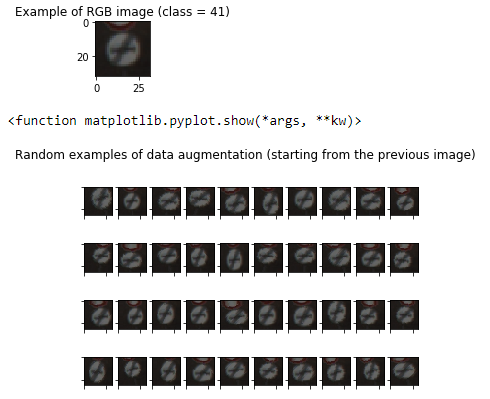 Example of RGB image (class = 41)
0
20
0 25
<function matplotlib.pyplot.show(*args, **kw)>
Random examples of data augmentation (starting from the previous image)